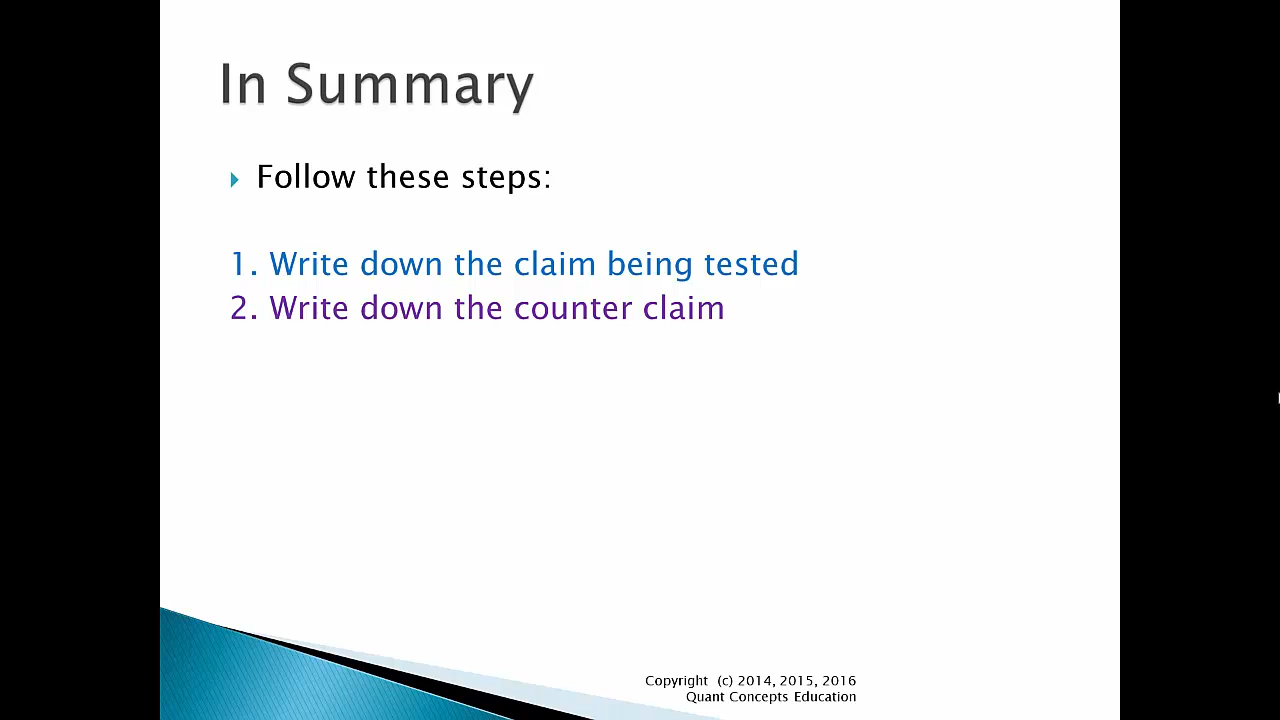 In Summary
Follow these steps:
1. Write down the claim being tested
2. Write down the counter claim
Copyright (c) 2014, 2015, 2016
Quant Concepts Education